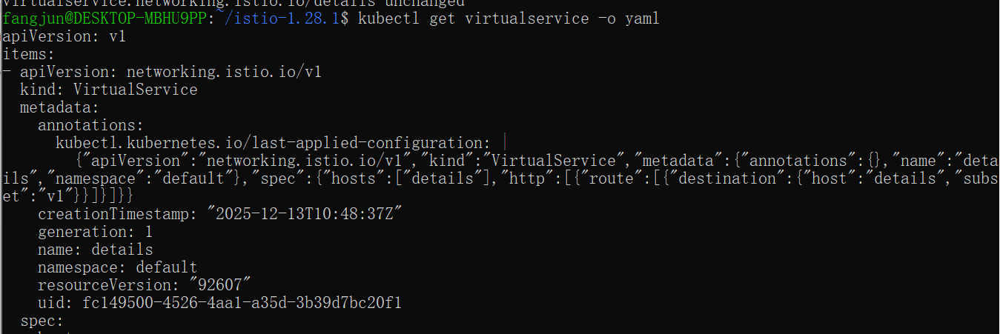 virtualservice.networking.istio.io/details unchanged
fangjun@DESKTOP-MBHU9PP:~/istio-1.28.1$ kubectl get virtualservice -o yaml
apiVersion: v1
items:
- apiVersion: networking.istio.io/v1
  kind: VirtualService
  metadata:
    annotations:
      kubectl.kubernetes.io/last-applied-configuration: |
        {"apiVersion":"networking.istio.io/v1","kind":"VirtualService","metadata":{"annotations":{},"name":"deta
ils","namespace":"default"},"spec":{"hosts":["details"],"http":[{"route":[{"destination":{"host":"details","subs
et":"v1"}}]}]}}
    creationTimestamp: "2025-12-13T10:48:37Z"
    generation: 1
    name: details
    namespace: default
    resourceVersion: "92607"
    uid: fc149500-4526-4aa1-a35d-3b39d7bc20f1
  spec: